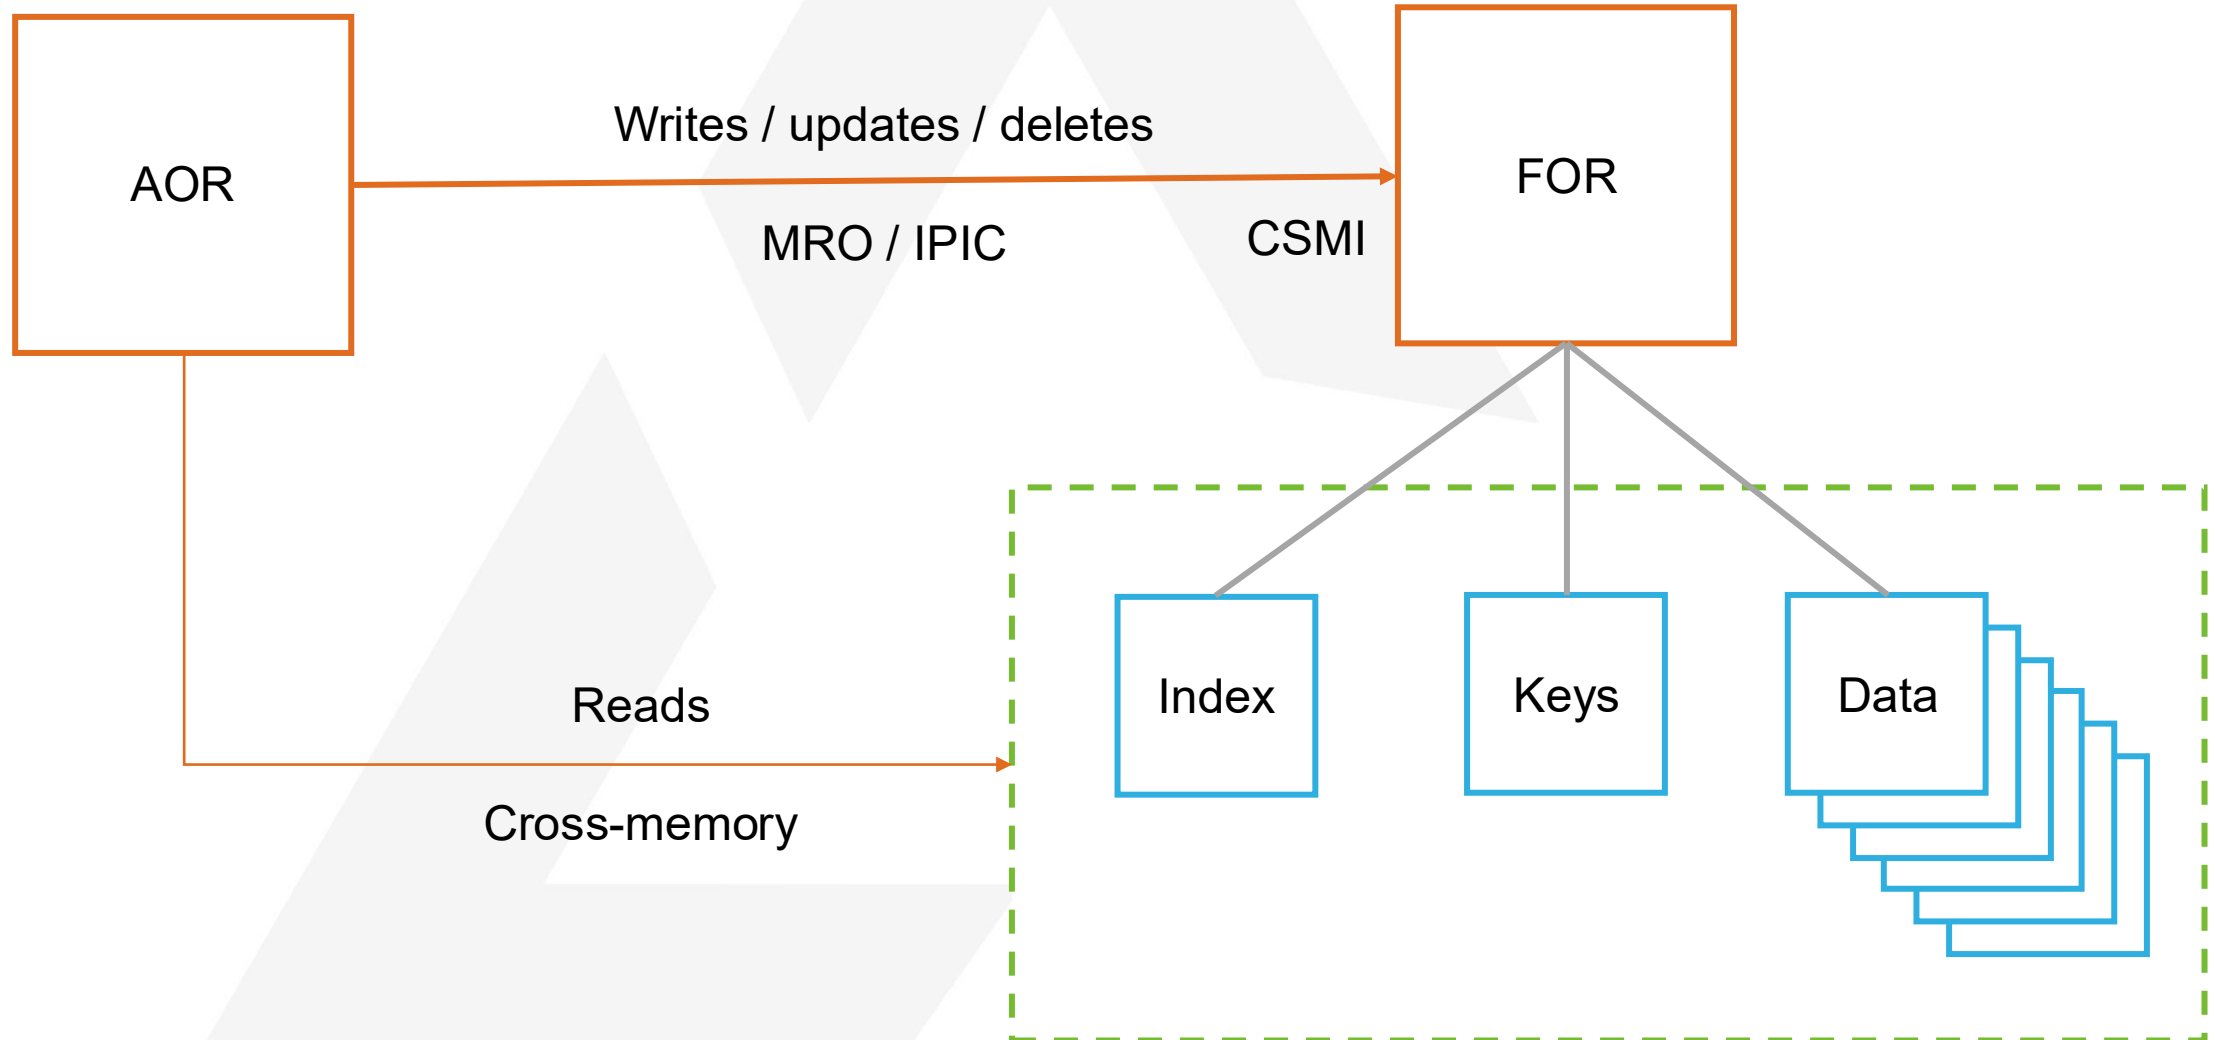 AOR
Writes / updates / deletes
MRO / IPIC
CSMI
FOR
Reads
Cross-memory
Index
Keys
Data